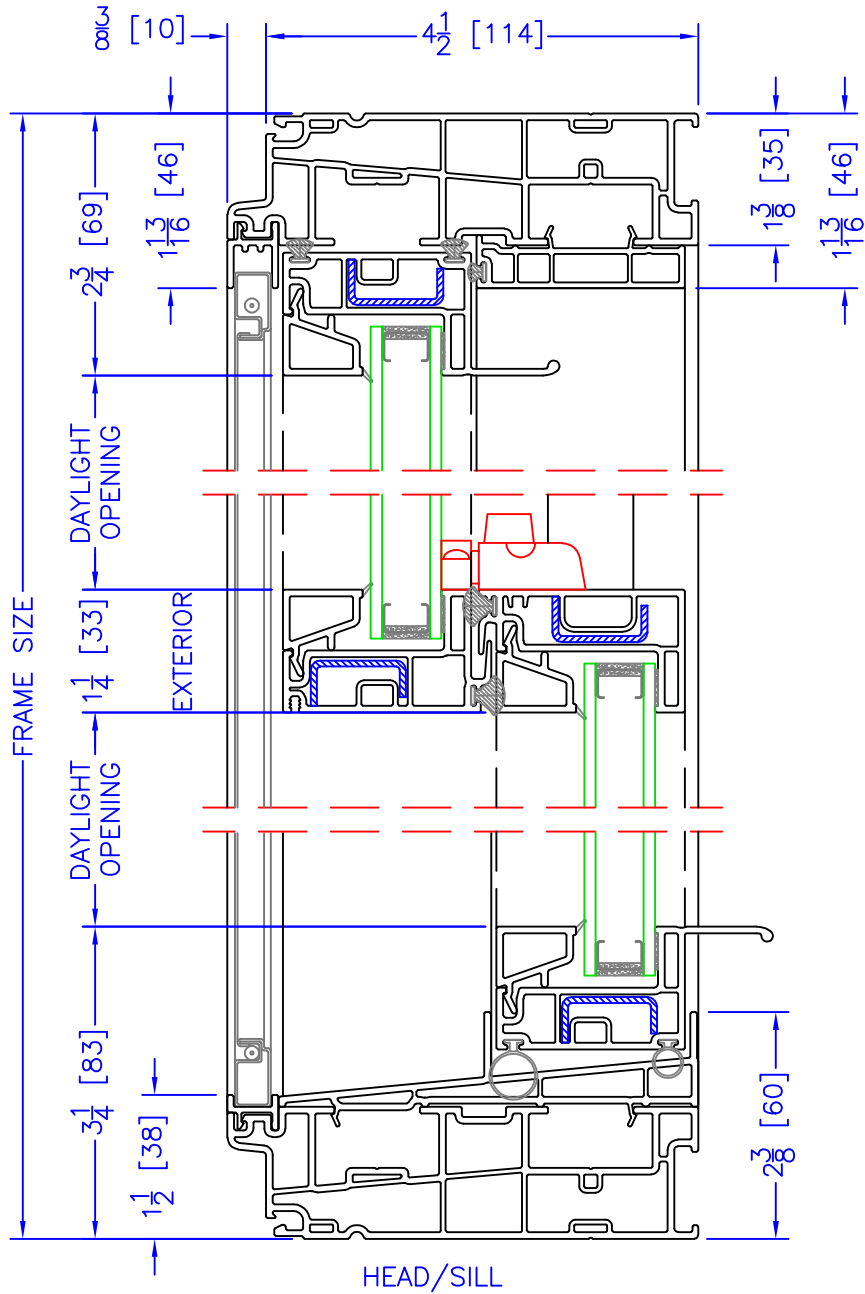 3/8 [10]
4 1/2 [114]
1 13/16 [46]
2 3/4 [69]
1 3/8 [35]
1 13/16 [46]
DAYLIGHT
OPENING
FRAME SIZE
1 1/4 [33]
EXTERIOR
DAYLIGHT
OPENING
3 1/4 [83]
1 1/2 [38]
2 3/8 [60]
HEAD/SILL